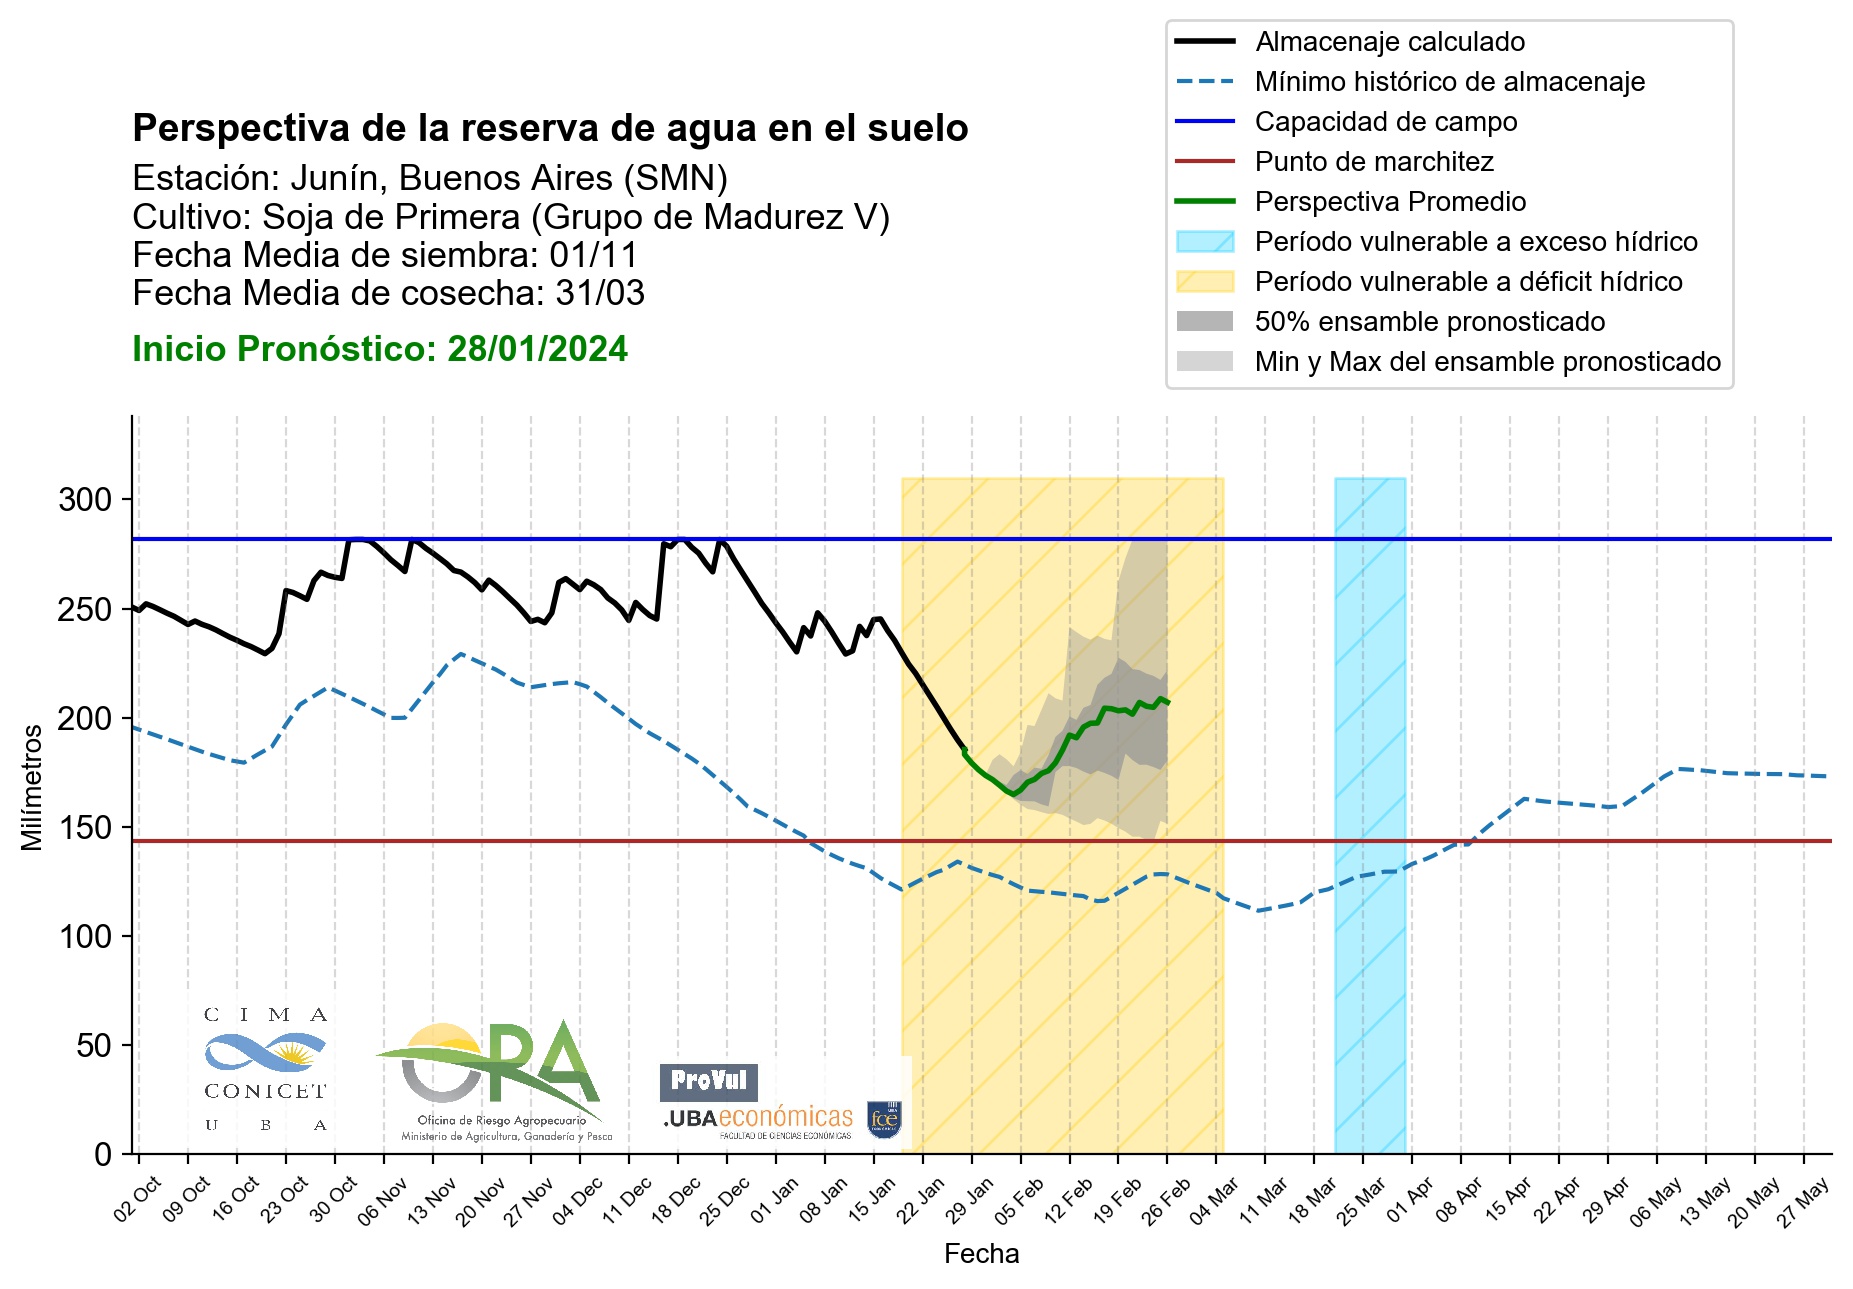 Almacenaje calculado
Mínimo histórico de almacenaje
Capacidad de campo
Punto de marchitez
Perspectiva Promedio
Período vulnerable a exceso hídrico
Período vulnerable a déficit hídrico
50% ensamble pronosticado
Min y Max del ensamble pronosticado
Perspectiva de la reserva de agua en el suelo
Estación: Junín, Buenos Aires (SMN)
Cultivo: Soja de Primera (Grupo de Madurez V)
Fecha Media de siembra: 01/11
Fecha Media de cosecha: 31/03
Inicio Pronóstico: 28/01/2024
Milímetros
300
250
200
150
100
50
0
CIMA
CONICET
UBA
ORA
Oficina de Riesgo Agropecuario
Ministerio de Agricultura, Ganadería y Pesca
ProVul
.UBAeconómicas
FACULTAD DE CIENCIAS ECONÓMICAS
UBA
fce
ECONÓMICAS
02 Oct
09 Oct
16 Oct
23 Oct
30 Oct
06 Nov
13 Nov
20 Nov
27 Nov
04 Dec
11 Dec
18 Dec
25 Dec
01 Jan
08 Jan
15 Jan
22 Jan
29 Jan
05 Feb
12 Feb
19 Feb
26 Feb
04 Mar
11 Mar
18 Mar
25 Mar
01 Apr
08 Apr
15 Apr
22 Apr
29 Apr
06 May
13 May
20 May
27 May
Fecha